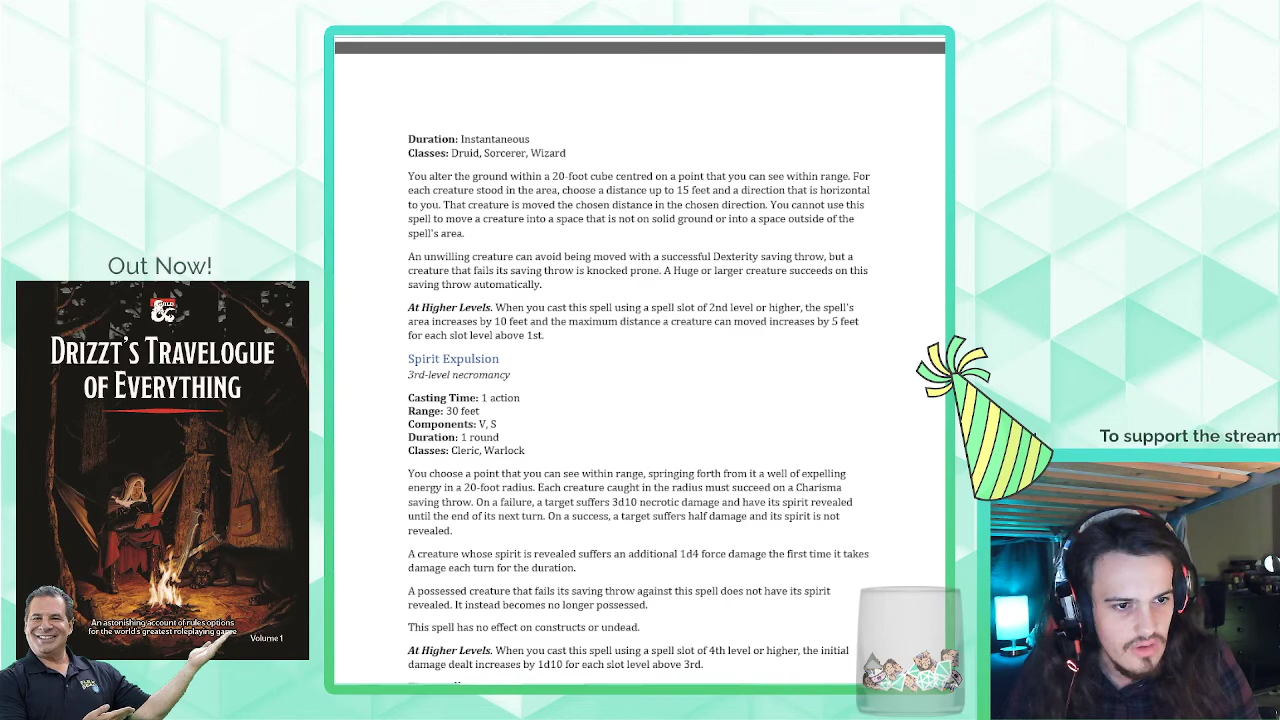 Duration: Instantaneous
Classes: Druid, Sorcerer, Wizard
You alter the ground within a 20-foot cube centred on a point that you can see within range. For
each creature stood in the area, choose a distance up to 15 feet and a direction that is horizontal
to you. That creature is moved the chosen distance in the chosen direction. You cannot use this
spell to move a creature into a space that is not on solid ground or into a space outside of the
spell's area.
An unwilling creature can avoid being moved with a successful Dexterity saving throw, but a
creature that fails its saving throw is knocked prone. A Huge or larger creature succeeds on this
saving throw automatically.
At Higher Levels. When you cast this spell using a spell slot of 2nd level or higher, the spell's
area increases by 10 feet and the maximum distance a creature can moved increases by 5 feet
for each slot level above 1st.
Spirit Expulsion
3rd-level necromancy
Casting Time: 1 action
Range: 30 feet
Components: V, S
Duration: 1 round
Classes: Cleric, Warlock
You choose a point that you can see within range, springing forth from it a well of expelling
energy in a 20-foot radius. Each creature caught in the radius must succeed on a Charisma
saving throw. On a failure, a target suffers 3d10 necrotic damage and have its spirit revealed
until the end of its next turn. On a success, a target suffers half damage and its spirit is not
revealed.
A creature whose spirit is revealed suffers an additional 1d4 force damage the first time it takes
damage each turn for the duration.
A possessed creature that fails its saving throw against this spell does not have its spirit
revealed. It instead becomes no longer possessed.
This spell has no effect on constructs or undead.
At Higher Levels. When you cast this spell using a spell slot of 4th level or higher, the initial
damage dealt increases by 1d10 for each slot level above 3rd.
Out Now!
DRIZZT'S TRAVELOGUE
OF EVERYTHING
An astonishing account of rules options
for the world's greatest roleplaying game
Volume 1
To support the stream